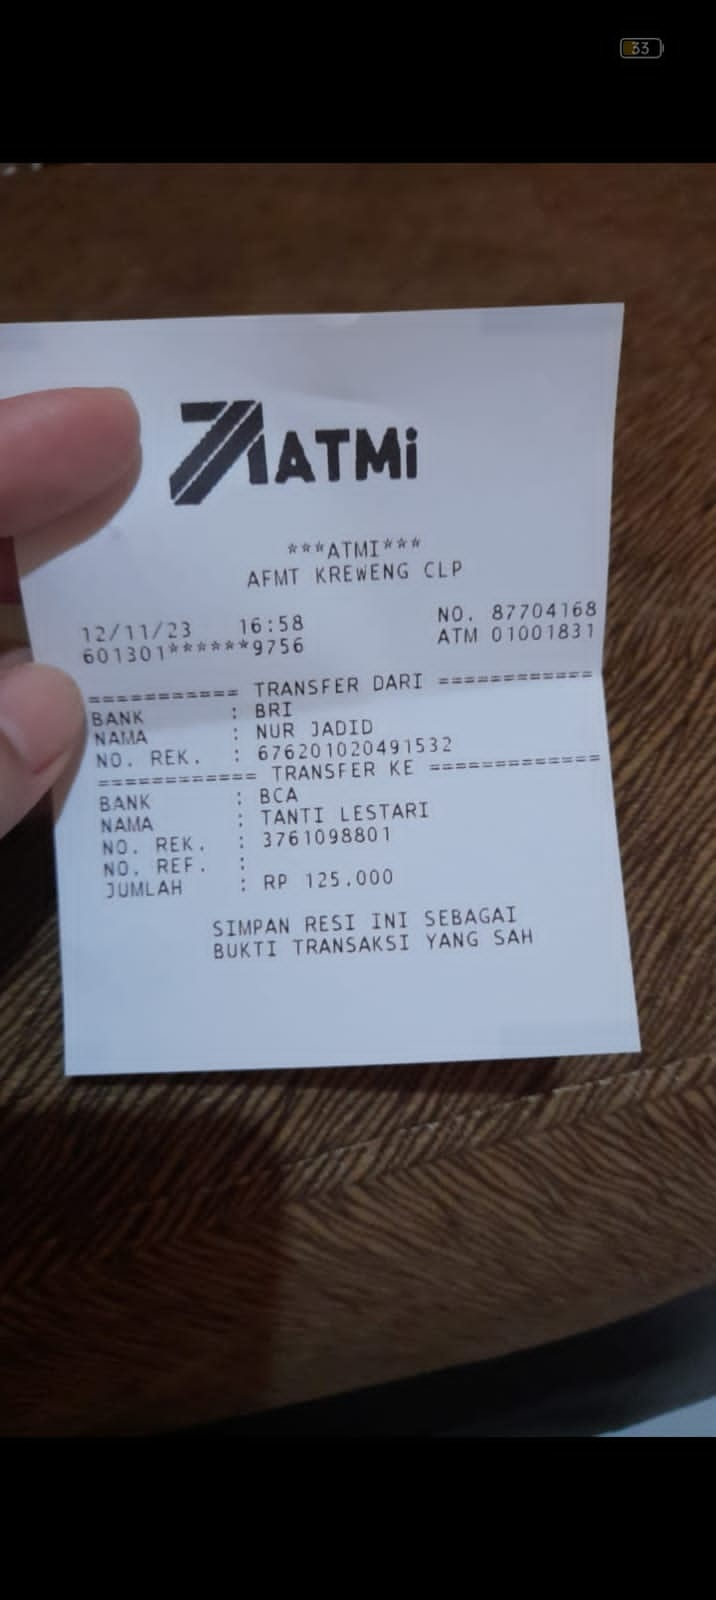 33
ATMi
***ATMI***
AFMT KREWENG CLP
12/11/23 16:58 NO. 87704168
601301******9756 ATM 01001831
=========== TRANSFER DARI ============
BANK : BRI
NAMA : NUR JADID
NO. REK. : 676201020491532
============ TRANSFER KE =============
BANK : BCA
NAMA : TANTI LESTARI
NO. REK. : 3761098801
NO. REF. :
JUMLAH : RP 125.000
SIMPAN RESI INI SEBAGAI
BUKTI TRANSAKSI YANG SAH